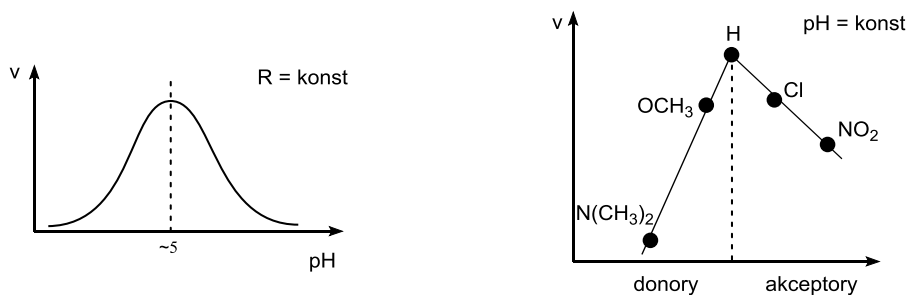 v
R = konst
~5
pH
v
pH = konst
H
OCH₃
Cl
NO₂
N(CH₃)₂
donory
akceptory